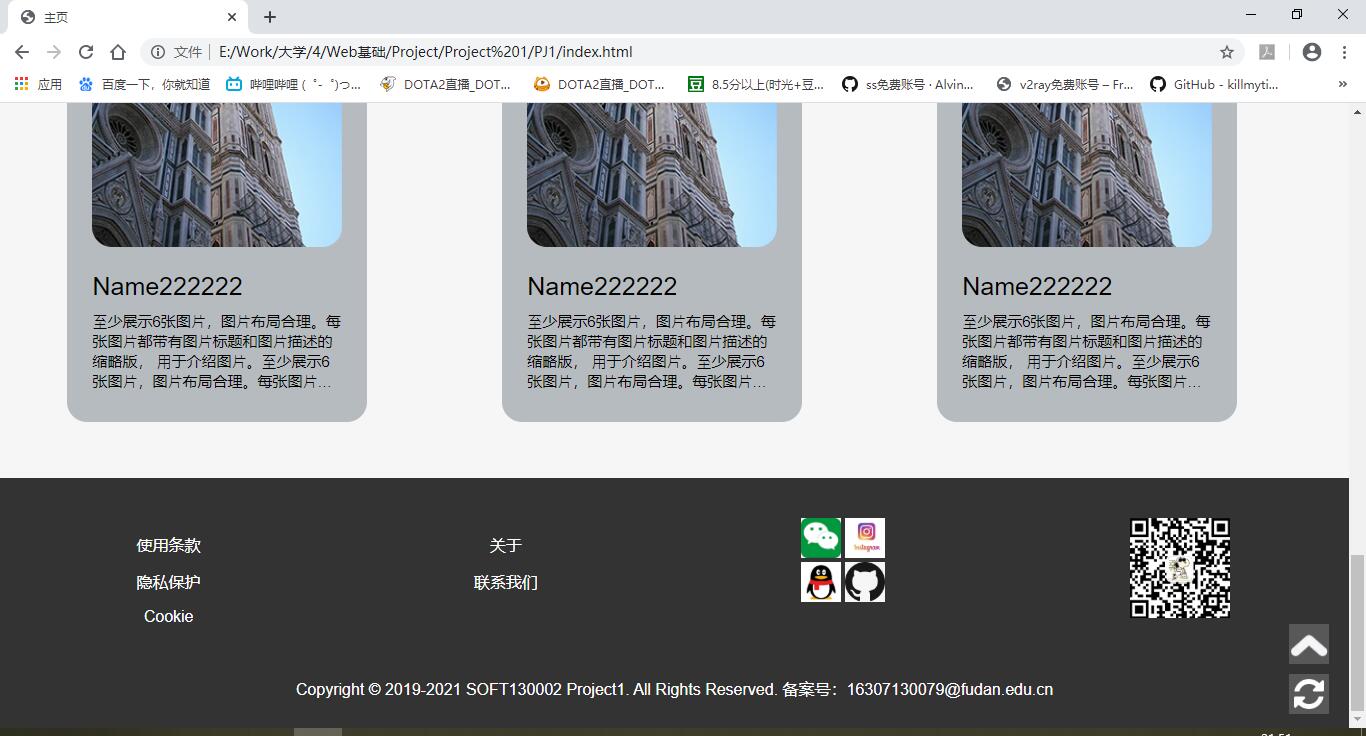 主页
文件 E:/Work/大学/4/Web基础/Project/Project%201/PJ1/index.html
应用 百度一下，你就知道 哔哩哔哩 ( ゜- ゜)つ... DOTA2直播_DOT... DOTA2直播_DOT... 8.5分以上(时光+豆... ss免费账号 · Alvin... v2ray免费账号 – Fr... GitHub - killmyti... »
Name222222 Name222222 Name222222
至少展示6张图片，图片布局合理。每 至少展示6张图片，图片布局合理。每 至少展示6张图片，图片布局合理。每
张图片都带有图片标题和图片描述的 张图片都带有图片标题和图片描述的 张图片都带有图片标题和图片描述的
缩略版， 用于介绍图片。至少展示6 缩略版， 用于介绍图片。至少展示6 缩略版， 用于介绍图片。至少展示6
张图片，图片布局合理。每张图片... 张图片，图片布局合理。每张图片... 张图片，图片布局合理。每张图片...
使用条款 关于
Instagram
隐私保护 联系我们
Cookie
Copyright © 2019-2021 SOFT130002 Project1. All Rights Reserved. 备案号：16307130079@fudan.edu.cn